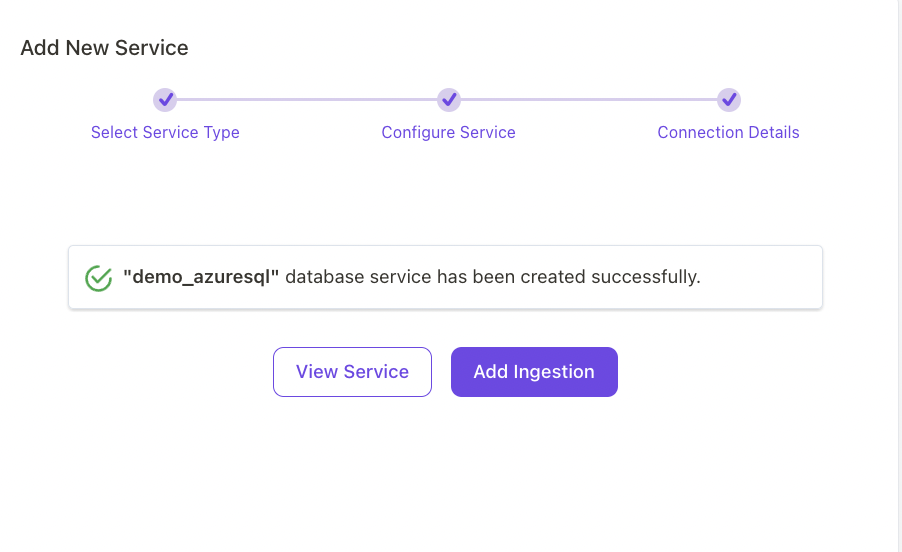 Add New Service
Select Service Type
Configure Service
Connection Details
"demo_azuresql" database service has been created successfully.
View Service
Add Ingestion